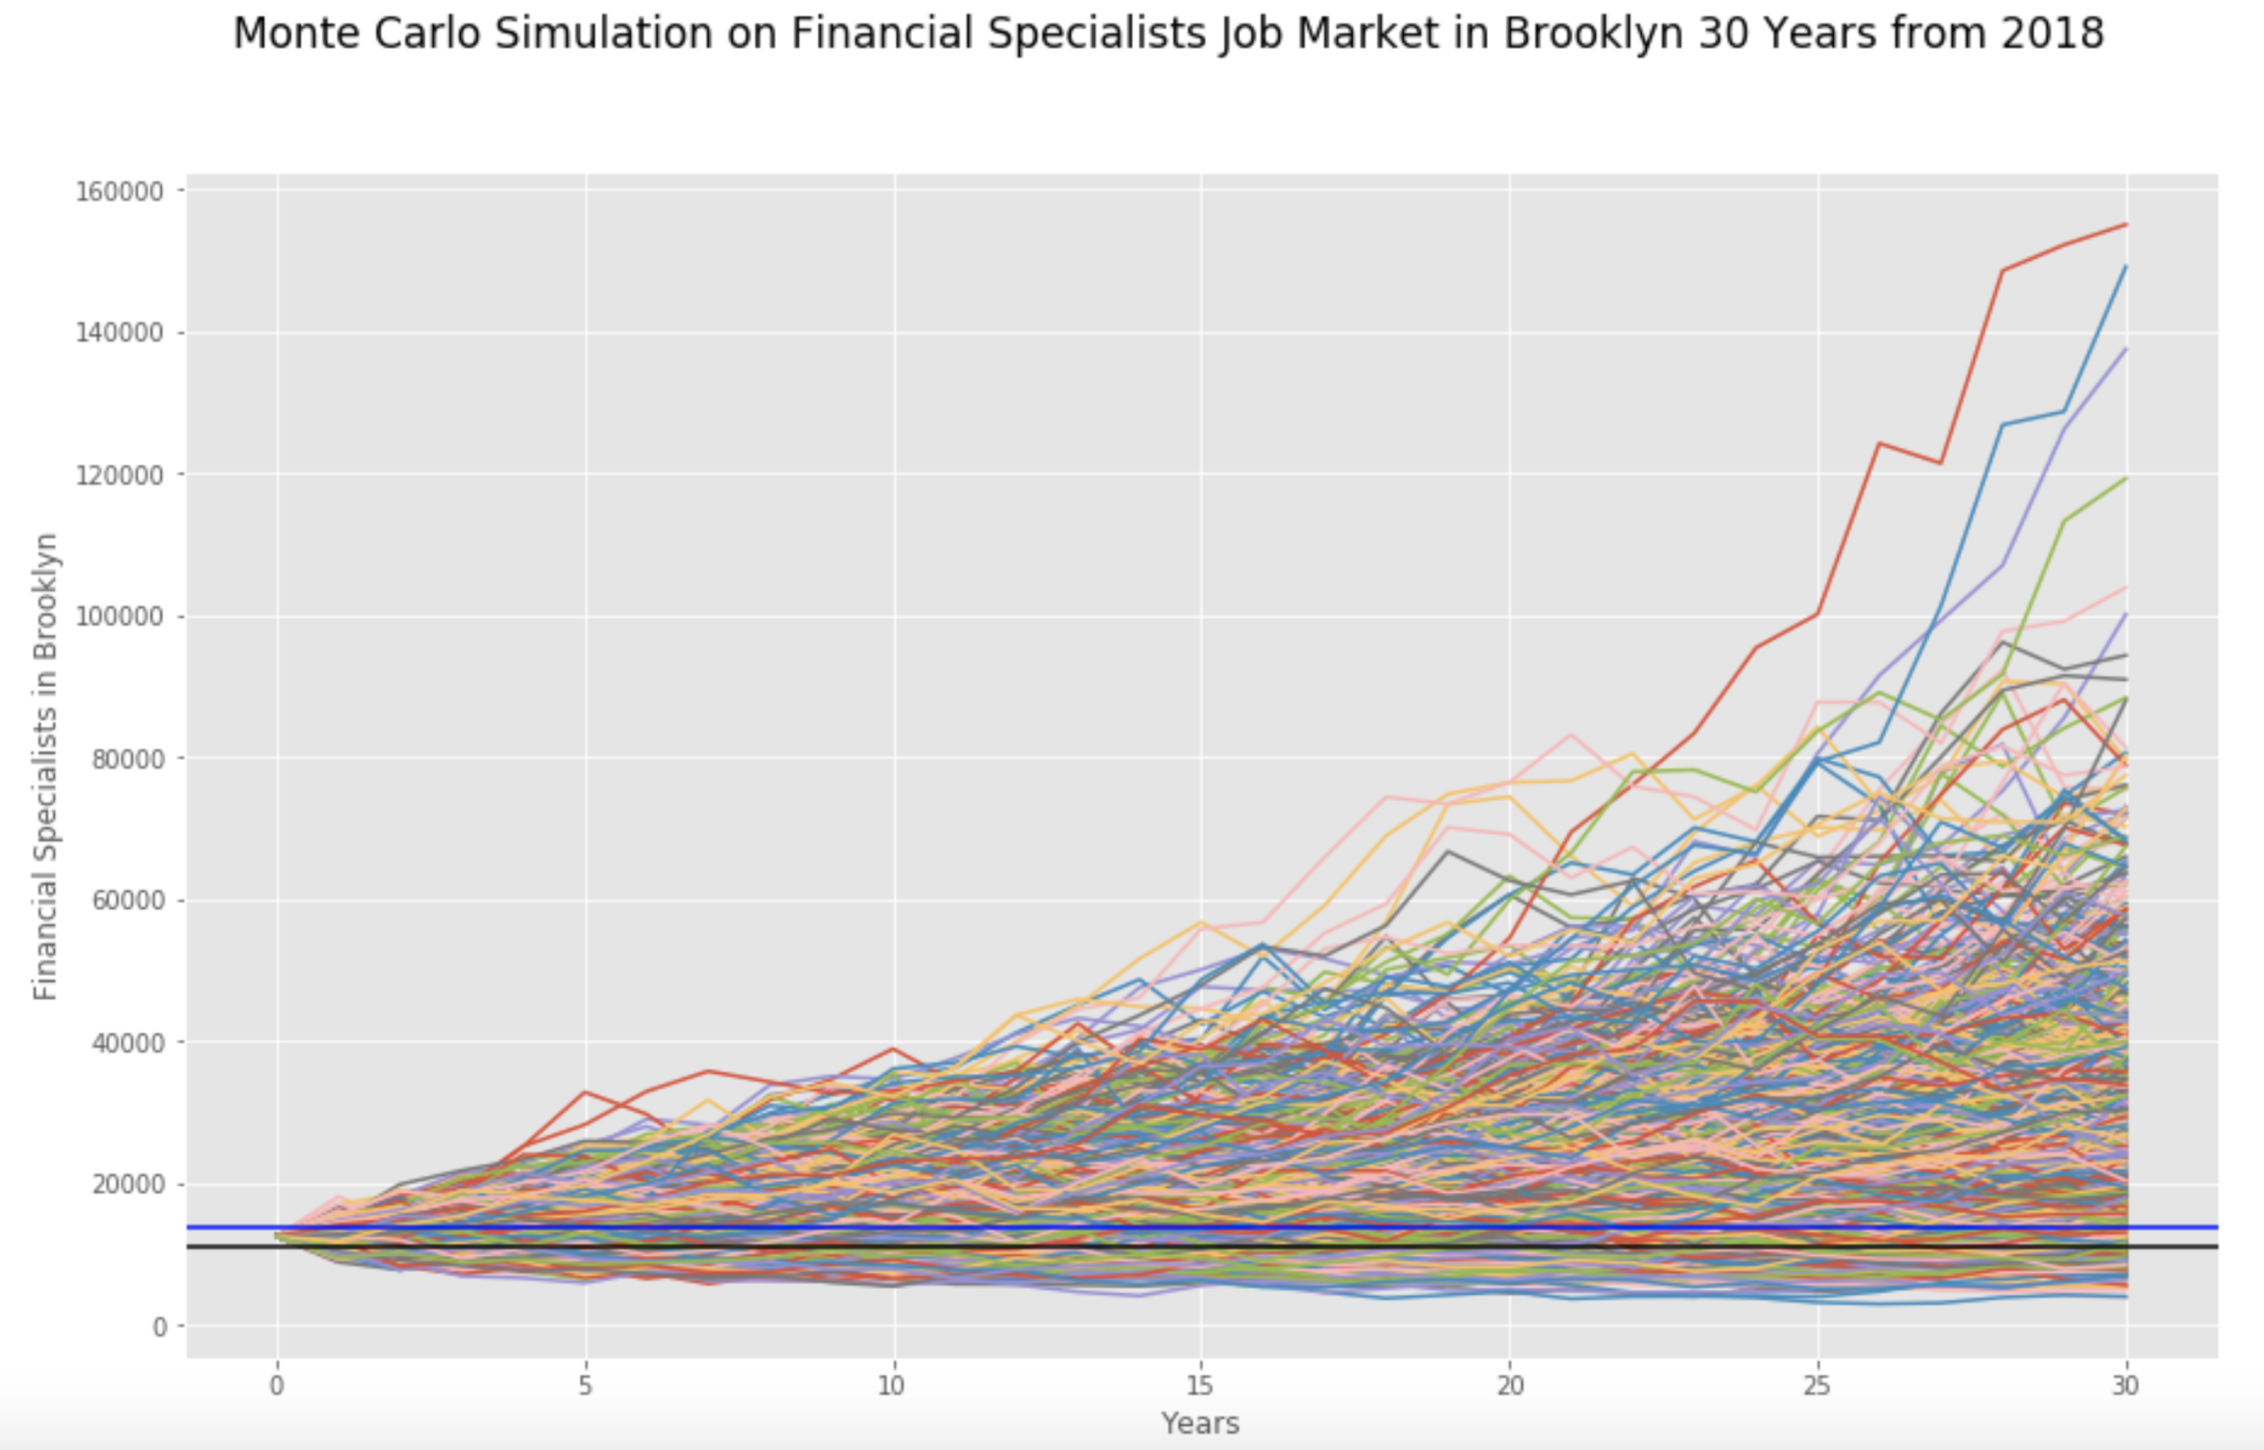 Monte Carlo Simulation on Financial Specialists Job Market in Brooklyn 30 Years from 2018
160000
140000
120000
100000
80000
60000
40000
20000
0
Financial Specialists in Brooklyn
0 5 10 15 20 25 30
Years